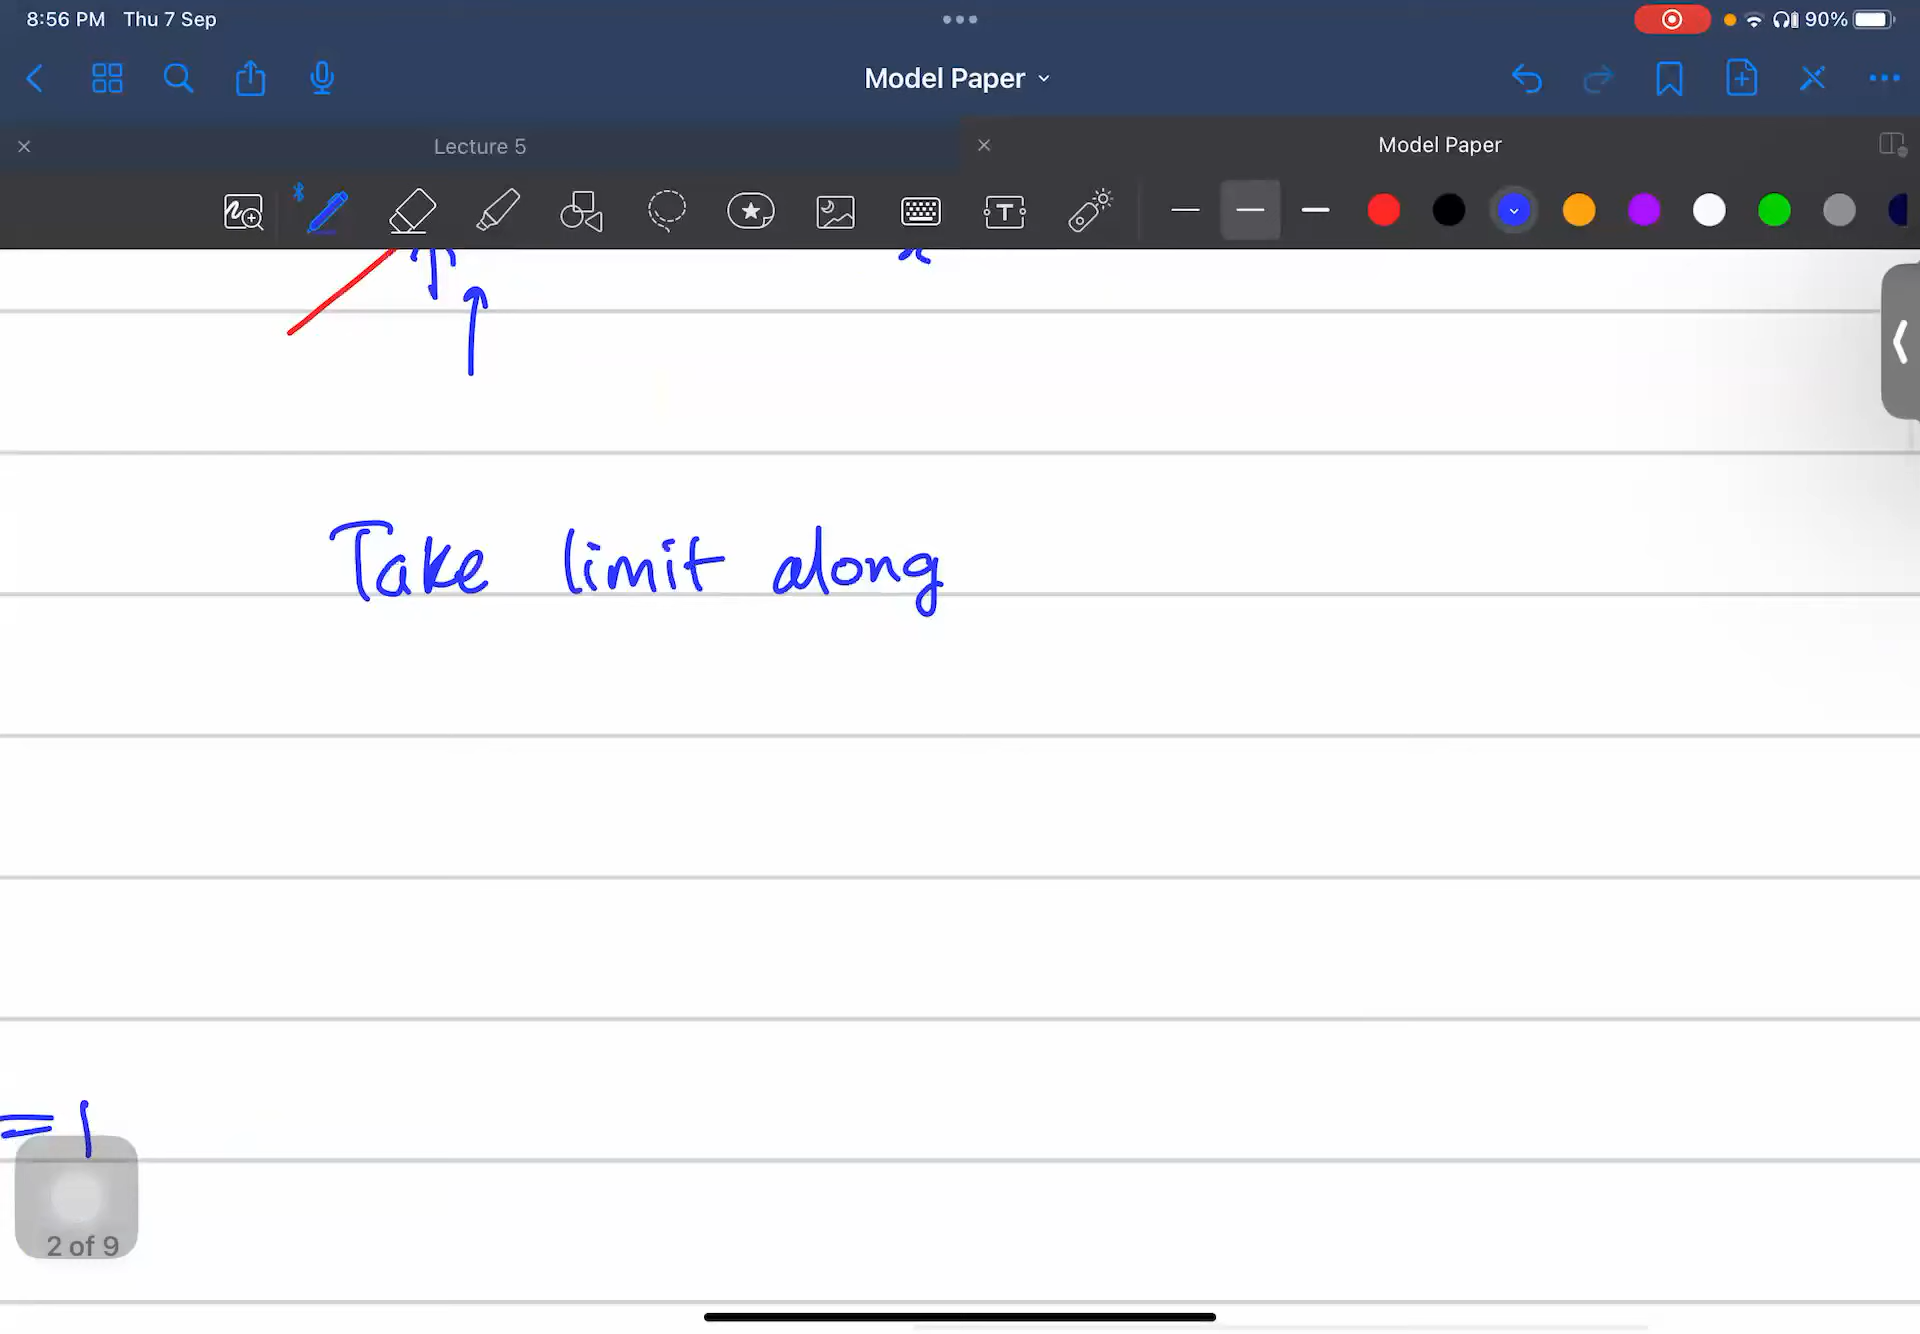 8:56 PM Thu 7 Sep
90%
Model Paper
Lecture 5
Model Paper
T
x
Take limit along
= 1
2 of 9